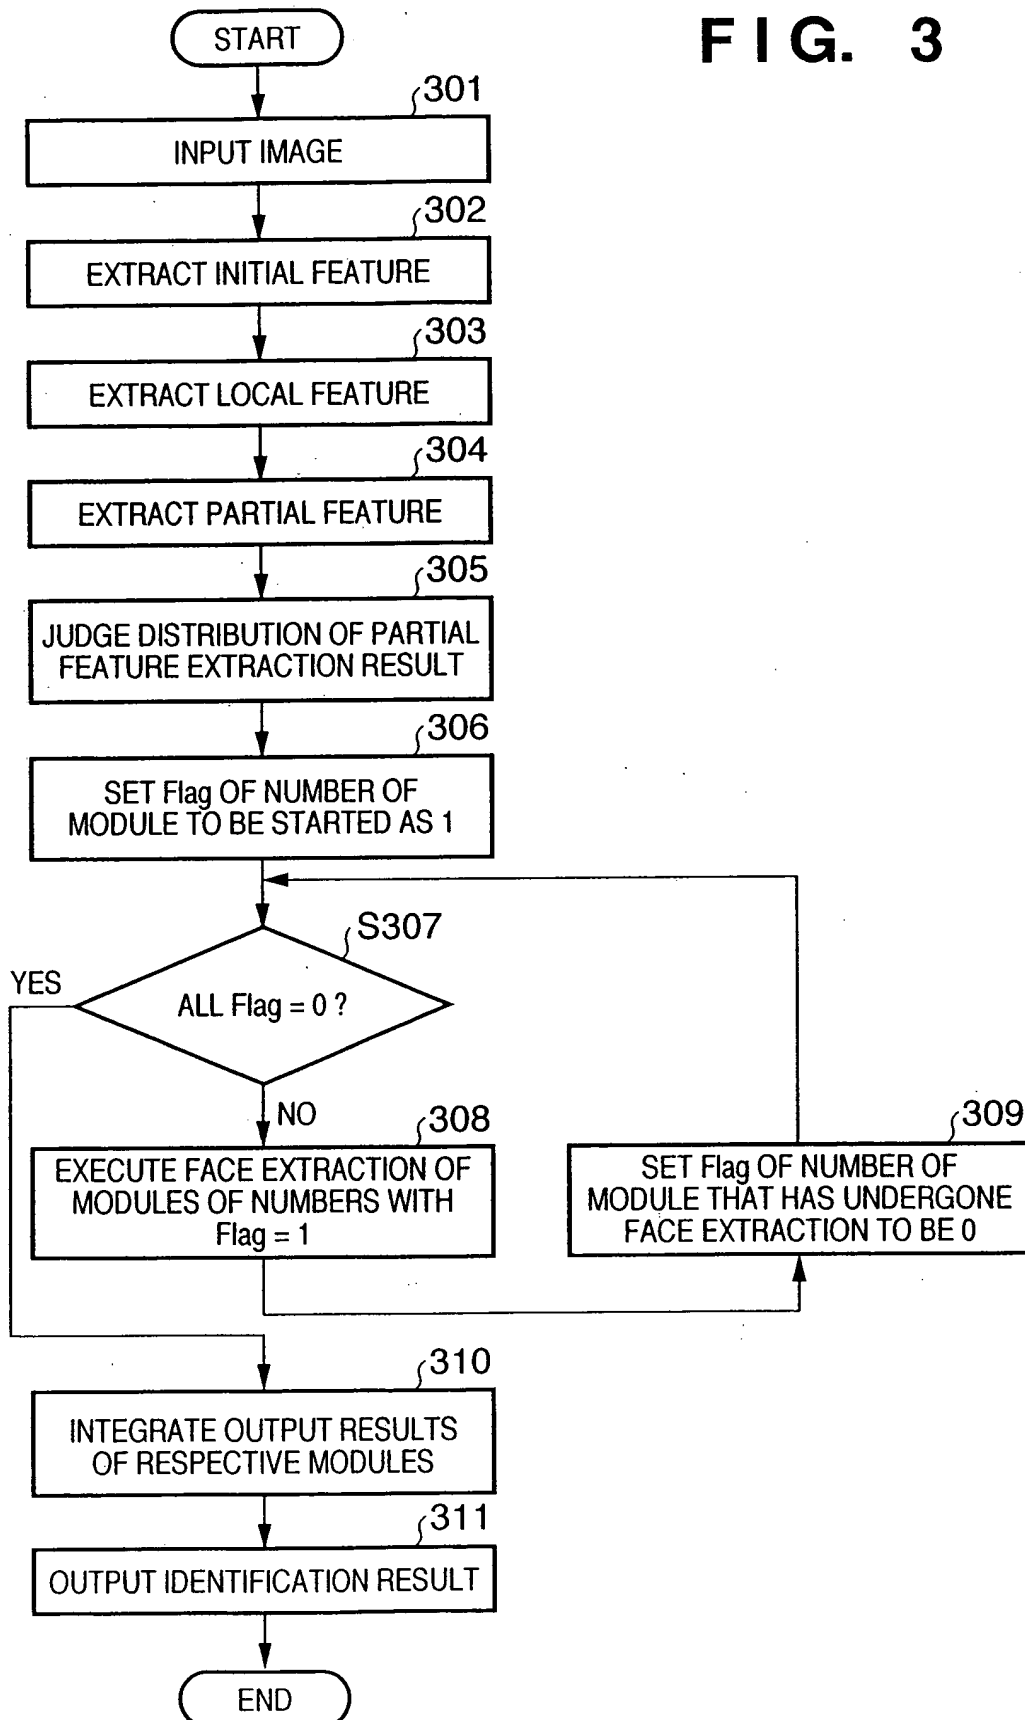 FIG. 3
START
301
INPUT IMAGE
302
EXTRACT INITIAL FEATURE
303
EXTRACT LOCAL FEATURE
304
EXTRACT PARTIAL FEATURE
305
JUDGE DISTRIBUTION OF PARTIAL
FEATURE EXTRACTION RESULT
306
SET Flag OF NUMBER OF
MODULE TO BE STARTED AS 1
S307
YES
ALL Flag = 0 ?
NO
308
EXECUTE FACE EXTRACTION OF
MODULES OF NUMBERS WITH
Flag = 1
309
SET Flag OF NUMBER OF
MODULE THAT HAS UNDERGONE
FACE EXTRACTION TO BE 0
310
INTEGRATE OUTPUT RESULTS
OF RESPECTIVE MODULES
311
OUTPUT IDENTIFICATION RESULT
END